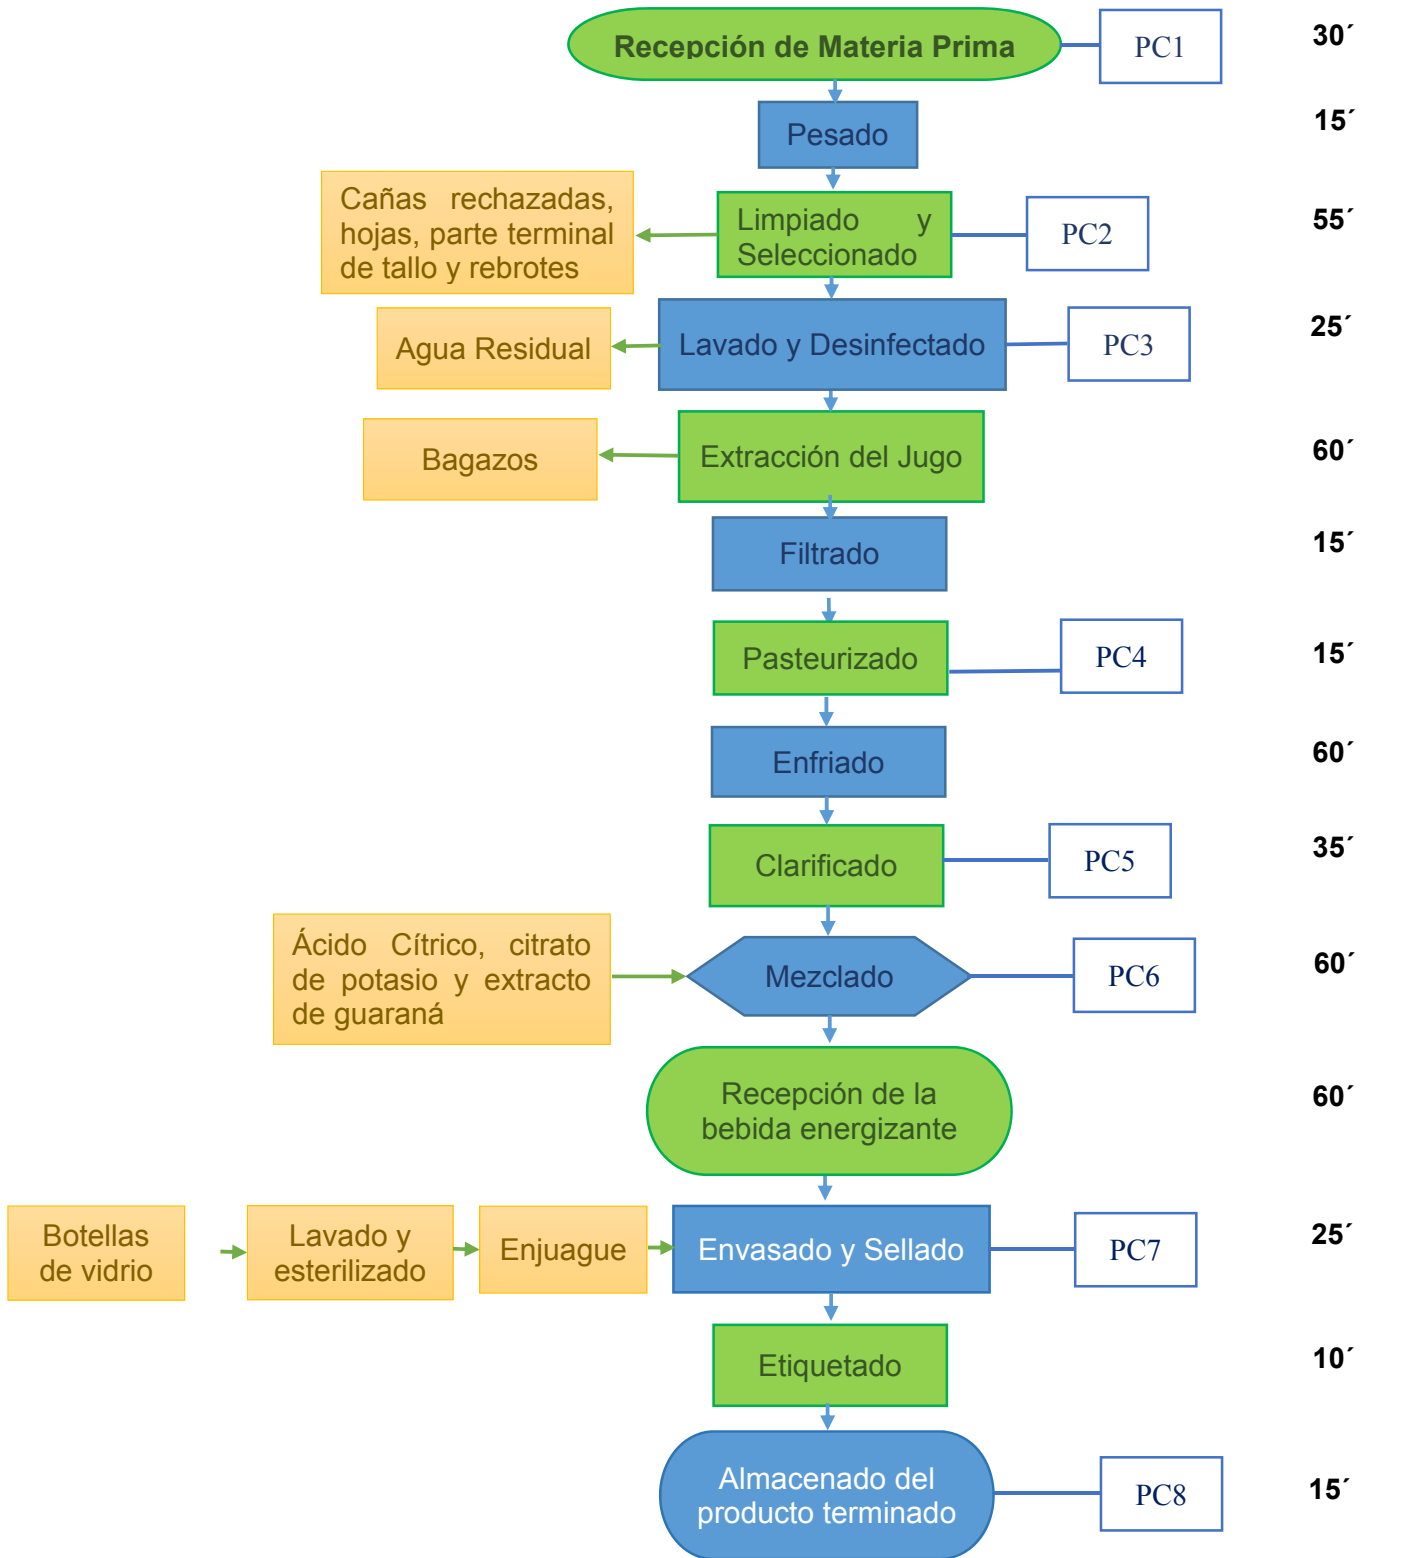 Recepción de Materia Prima
PC1
30´
Pesado
15´
Cañas rechazadas,
hojas, parte terminal
de tallo y rebrotes
Limpiado y
Seleccionado
PC2
55´
Agua Residual
Lavado y Desinfectado
PC3
25´
Bagazos
Extracción del Jugo
60´
Filtrado
15´
Pasteurizado
PC4
15´
Enfriado
60´
Clarificado
PC5
35´
Ácido Cítrico, citrato
de potasio y extracto
de guaraná
Mezclado
PC6
60´
Recepción de la
bebida energizante
60´
Botellas
de vidrio
Lavado y
esterilizado
Enjuague
Envasado y Sellado
PC7
25´
Etiquetado
10´
Almacenado del
producto terminado
PC8
15´